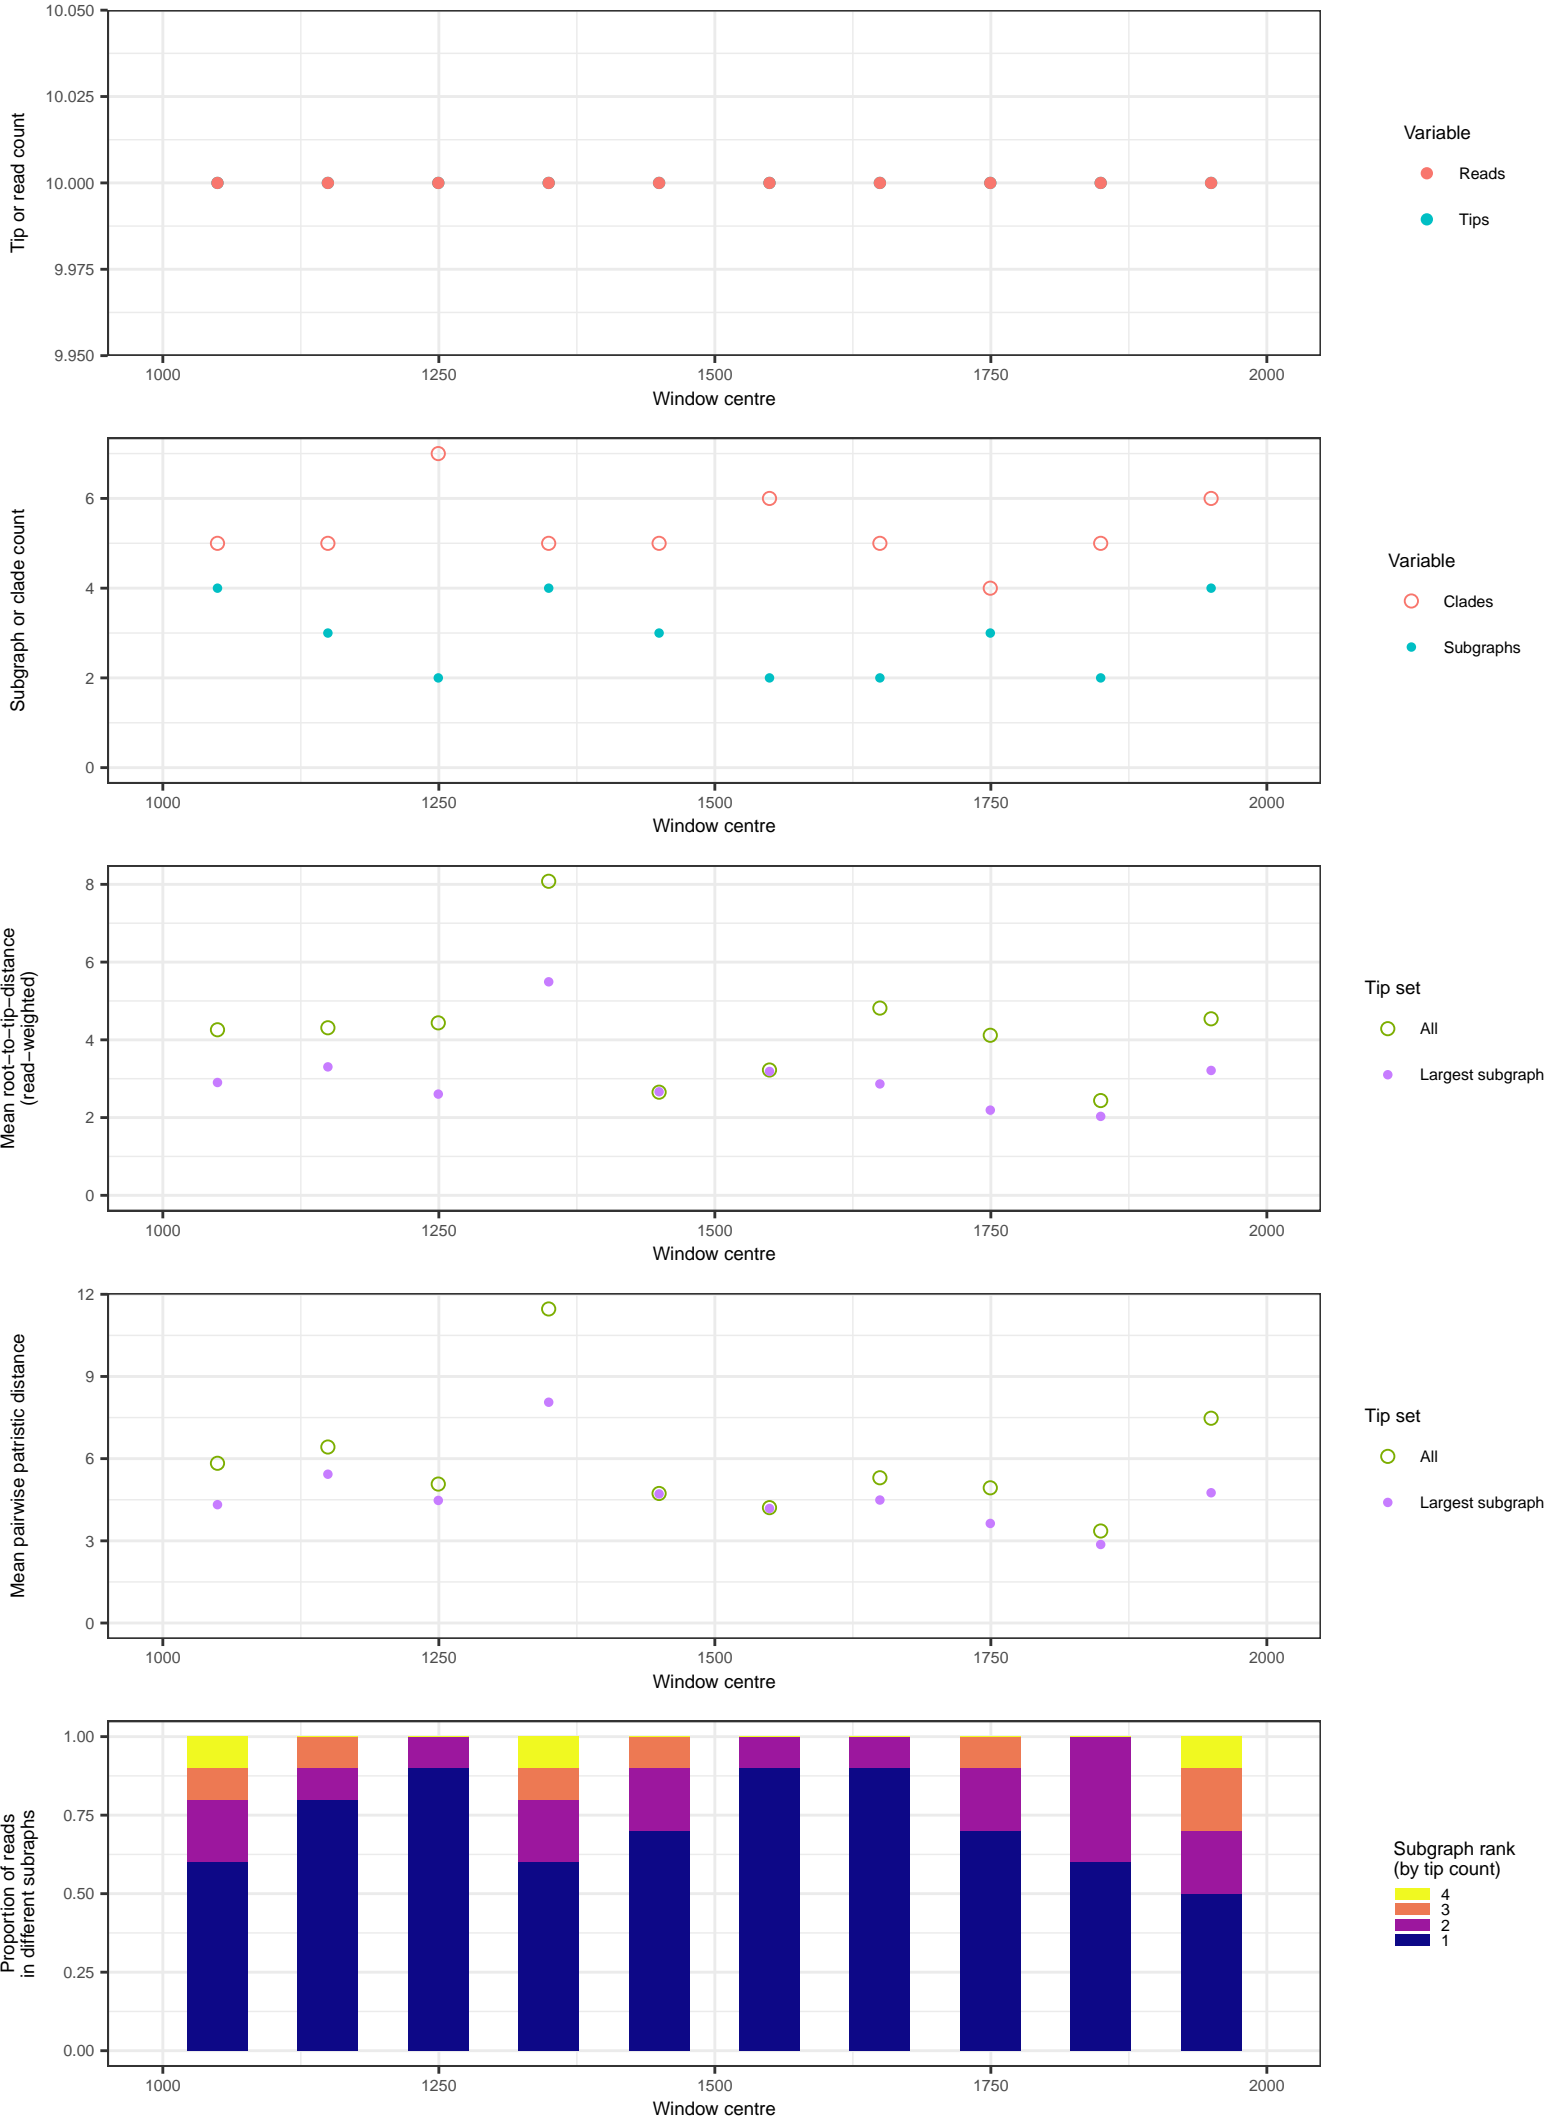 10.050
10.025
10.000
9.975
9.950
Tip or read count
1000 1250 1500 1750 2000
Window centre
Variable
Reads
Tips
6
4
2
0
Subgraph or clade count
1000 1250 1500 1750 2000
Window centre
Variable
Clades
Subgraphs
8
6
4
2
0
Mean root−to−tip−distance
(read−weighted)
1000 1250 1500 1750 2000
Window centre
Tip set
All
Largest subgraph
12
9
6
3
0
Mean pairwise patristic distance
1000 1250 1500 1750 2000
Window centre
Tip set
All
Largest subgraph
1.00
0.75
0.50
0.25
0.00
Proportion of reads
in different subraphs
1000 1250 1500 1750 2000
Window centre
Subgraph rank
(by tip count)
4
3
2
1